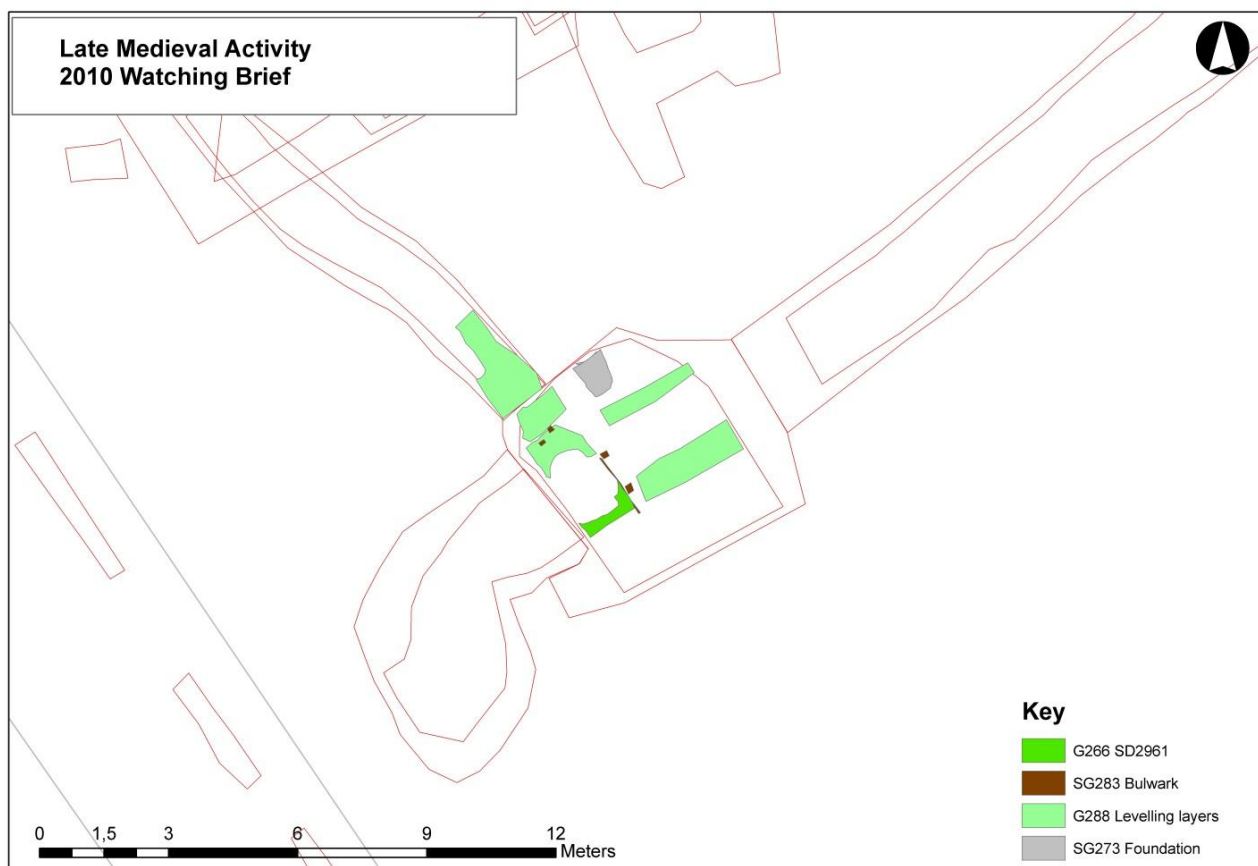 Late Medieval Activity
2010 Watching Brief
Key
G266 SD2961
SG283 Bulwark
G288 Levelling layers
SG273 Foundation
0 1,5 3 6 9 12
Meters